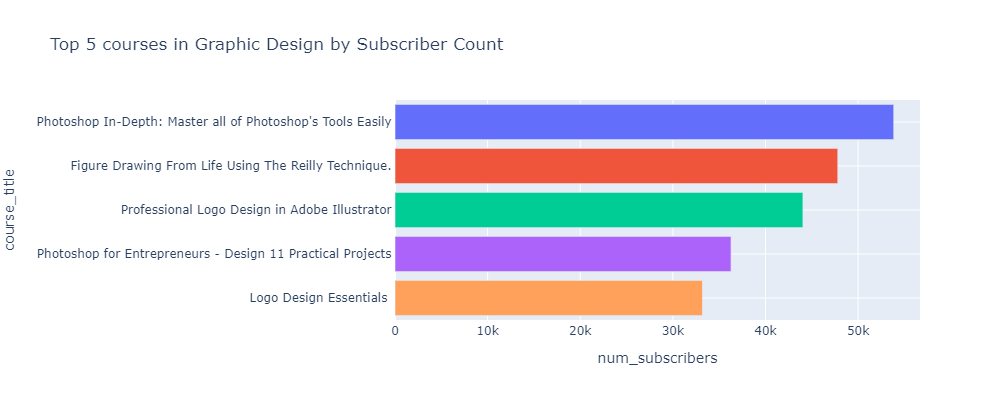 Top 5 courses in Graphic Design by Subscriber Count
course_title
Photoshop In-Depth: Master all of Photoshop's Tools Easily
Figure Drawing From Life Using The Reilly Technique.
Professional Logo Design in Adobe Illustrator
Photoshop for Entrepreneurs - Design 11 Practical Projects
Logo Design Essentials
0 10k 20k 30k 40k 50k
num_subscribers